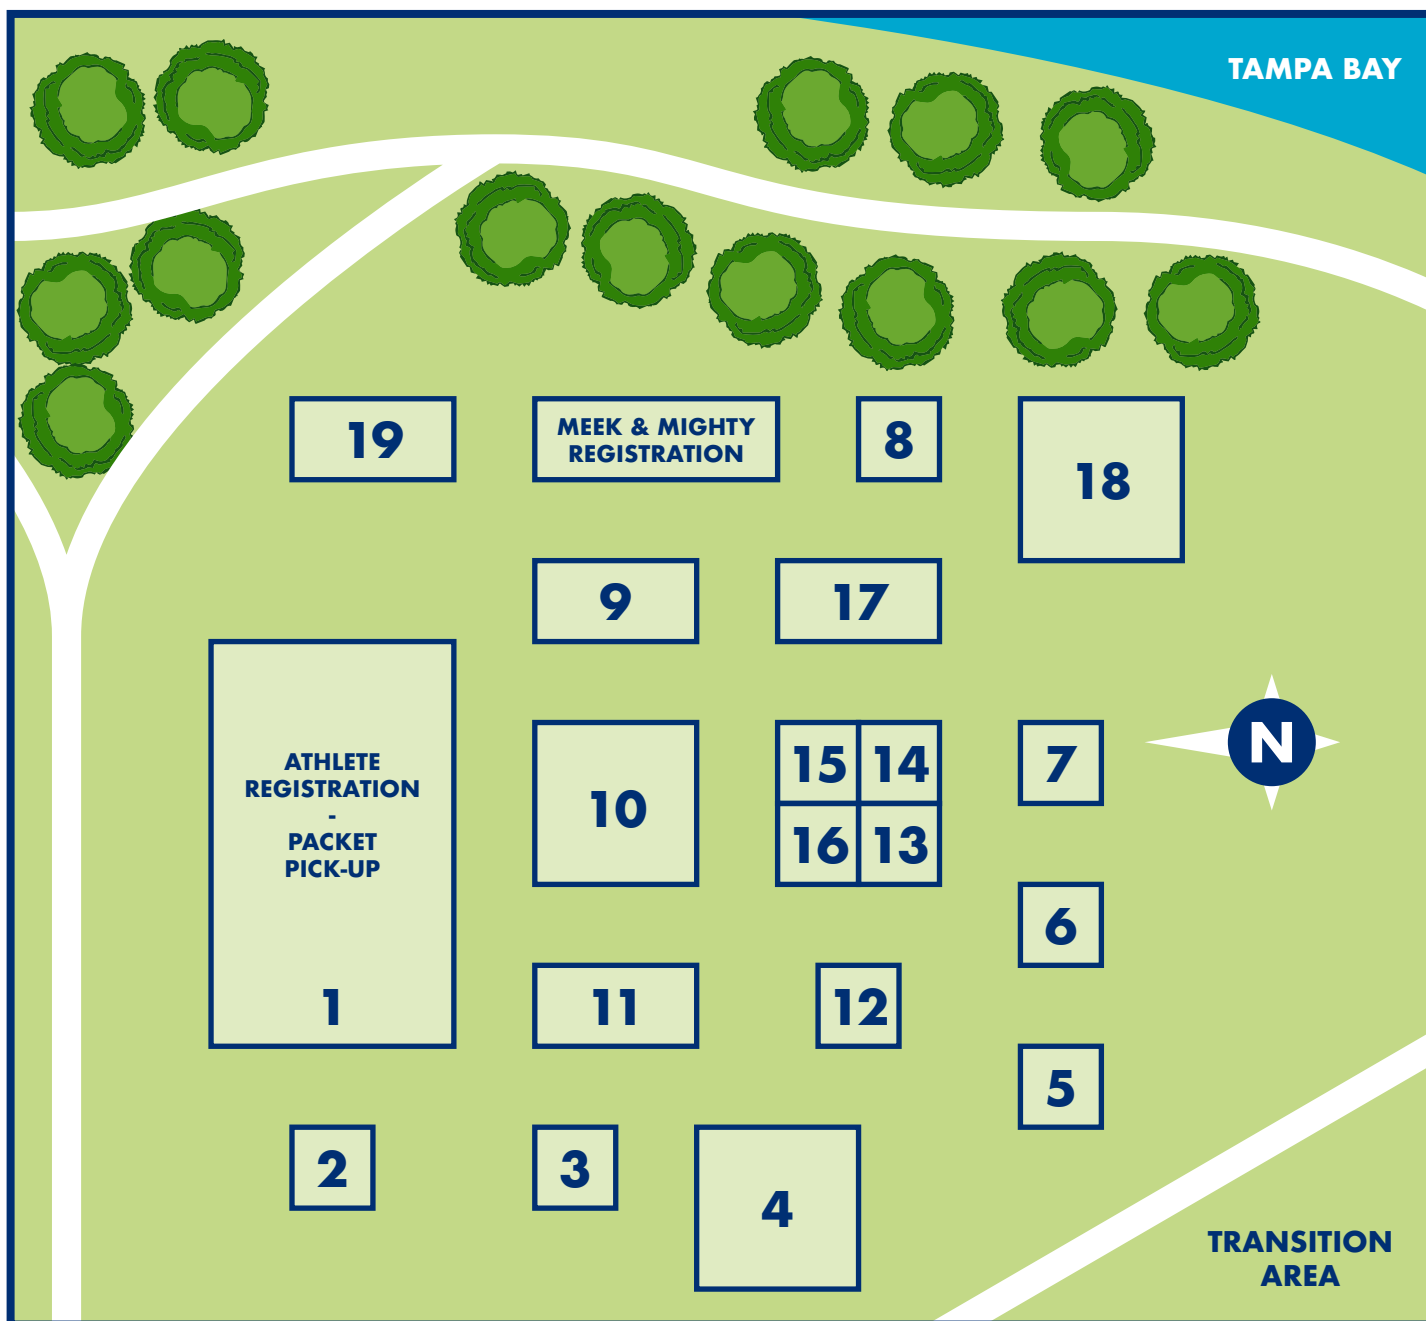 TAMPA BAY
19
MEEK & MIGHTY
REGISTRATION
8
18
9
17
ATHLETE
REGISTRATION
-
PACKET
PICK-UP
1
10
15
14
16
13
7
N
6
11
12
5
2
3
4
TRANSITION
AREA